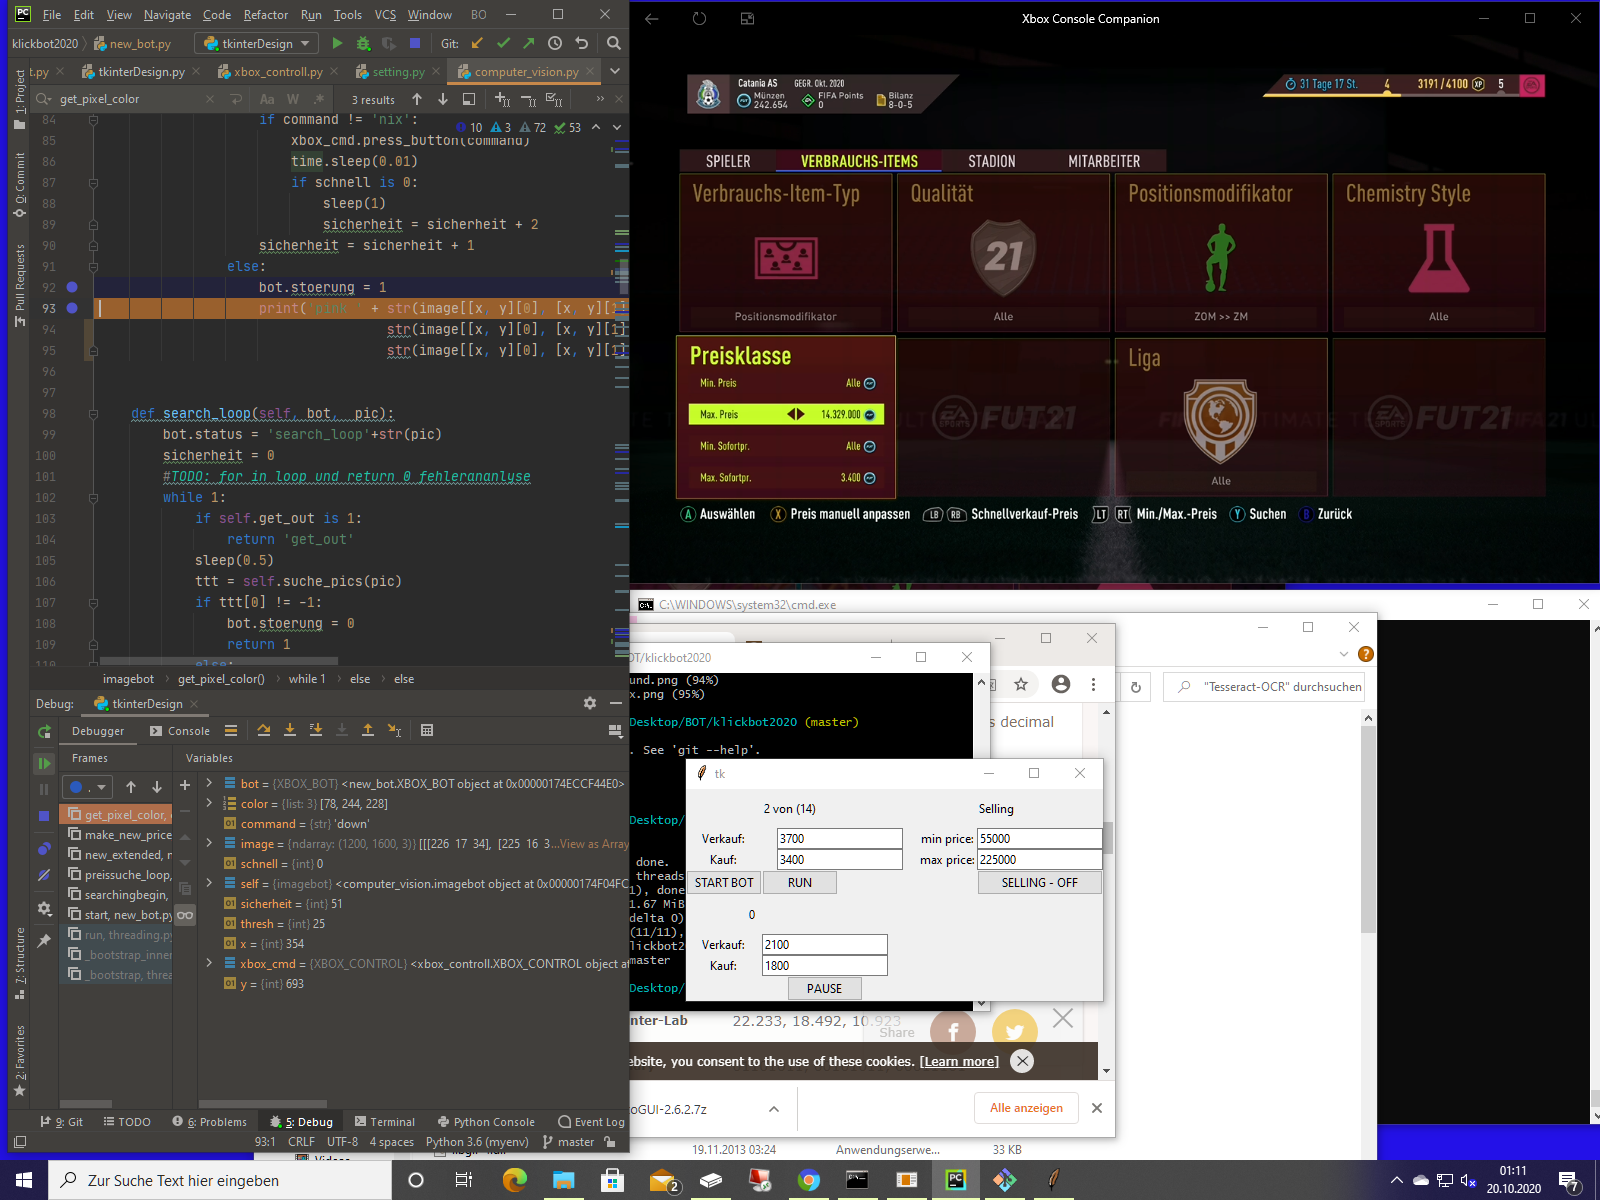 File Edit View Navigate Code Refactor Run Tools VCS Window BO
klickbot2020 new_bot.py tkinterDesign Git:
t.py tkinterDesign.py xbox_controll.py setting.py computer_vision.py
get_pixel_color Aa W .* 3 results
10 3 72 53
84 if command != 'nix':
85 xbox_cmd.press_button(command)
86 time.sleep(0.01)
87 if schnell is 0:
88 sleep(1)
89 sicherheit = sicherheit + 2
90 sicherheit = sicherheit + 1
91 else:
92 bot.stoerung = 1
93 print('pink ' + str(image[[x, y][0], [x, y][1]
94 str(image[[x, y][0], [x, y][1]
95 str(image[[x, y][0], [x, y][1]
96
97
98 def search_loop(self, bot, pic):
99 bot.status = 'search_loop'+str(pic)
100 sicherheit = 0
101 #TODO: for in loop und return 0 fehlerananlyse
102 while 1:
103 if self.get_out is 1:
104 return 'get_out'
105 sleep(0.5)
106 ttt = self.suche_pics(pic)
107 if ttt[0] != -1:
108 bot.stoerung = 0
109 return 1
110 else:
imagebot get_pixel_color() while 1 else else
1: Project
0: Commit
Pull Requests
7: Structure
2: Favorites
Debug: tkinterDesign
Debugger Console
Frames Variables
get_pixel_color,
make_new_price
new_extended, n
preissuche_loop,
searchingbegin,
start, new_bot.py
run, threading.py
_bootstrap_inner
_bootstrap, threa
bot = {XBOX_BOT} <new_bot.XBOX_BOT object at 0x00000174ECCF44E0>
color = {list: 3} [78, 244, 228]
command = {str} 'down'
image = {ndarray: (1200, 1600, 3)} [[[226 17 34], [225 16 3...View as Array
schnell = {int} 0
self = {imagebot} <computer_vision.imagebot object at 0x00000174F04FC
sicherheit = {int} 51
thresh = {int} 25
x = {int} 354
xbox_cmd = {XBOX_CONTROL} <xbox_controll.XBOX_CONTROL object at
y = {int} 693
9: Git TODO 6: Problems 5: Debug Terminal Python Console Event Log
93:1 CRLF UTF-8 4 spaces Python 3.6 (myenv) master
Xbox Console Companion
Catania AS GEGR. Okt. 2020
Münzen 242.654 FIFA Points 0 Bilanz 8-0-5
31 Tage 17 St. 4 3191/4100 XP 5
SPIELER VERBRAUCHS-ITEMS STADION MITARBEITER
Verbrauchs-Item-Typ Qualität Positionsmodifikator Chemistry Style
21
Positionsmodifikator Alle ZOM >> ZM Alle
Preisklasse
Min. Preis Alle
Max. Preis 14.329.000
Min. Sofortpr. Alle
Max. Sofortpr. 3.400
EA SPORTS FUT21
Liga
Alle
EA SPORTS FUT21
A Auswählen X Preis manuell anpassen LB RB Schnellverkauf-Preis LT RT Min./Max.-Preis Y Suchen B Zurück
C:\WINDOWS\system32\cmd.exe
OT/klickbot2020
und.png (94%)
x.png (95%)
Desktop/BOT/klickbot2020 (master)
. See 'git --help'.
Desktop/
done.
threads
1), done
1.67 MiB
delta 0)
(11/11),
lickbot2
master
Desktop/
"Tesseract-OCR" durchsuchen
s decimal
tk
2 von (14) Selling
Verkauf: 3700 min price: 55000
Kauf: 3400 max price: 225000
START BOT RUN SELLING - OFF
0
Verkauf: 2100
Kauf: 1800
PAUSE
nter-Lab 22.233, 18.492, 10.923
Share
ebsite, you consent to the use of these cookies. [Learn more]
oGUI-2.6.2.7z Alle anzeigen
19.11.2013 03:24 Anwendungserwe... 33 KB
Videos
Zur Suche Text hier eingeben
2
PC
01:11
20.10.2020
7